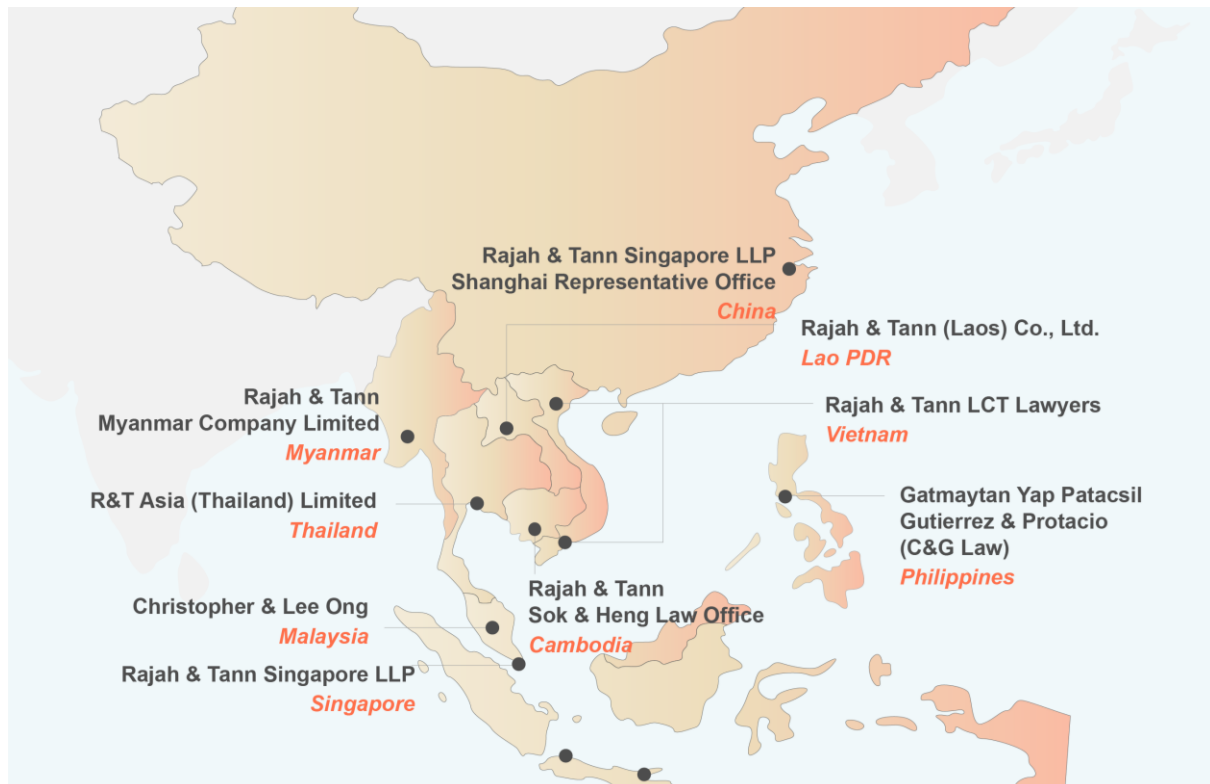 Rajah & Tann Singapore LLP
Shanghai Representative Office
China
Rajah & Tann (Laos) Co., Ltd.
Lao PDR
Rajah & Tann
Myanmar Company Limited
Myanmar
Rajah & Tann LCT Lawyers
Vietnam
R&T Asia (Thailand) Limited
Thailand
Gatmaytan Yap Patacsil
Gutierrez & Protacio
(C&G Law)
Philippines
Rajah & Tann
Sok & Heng Law Office
Cambodia
Christopher & Lee Ong
Malaysia
Rajah & Tann Singapore LLP
Singapore